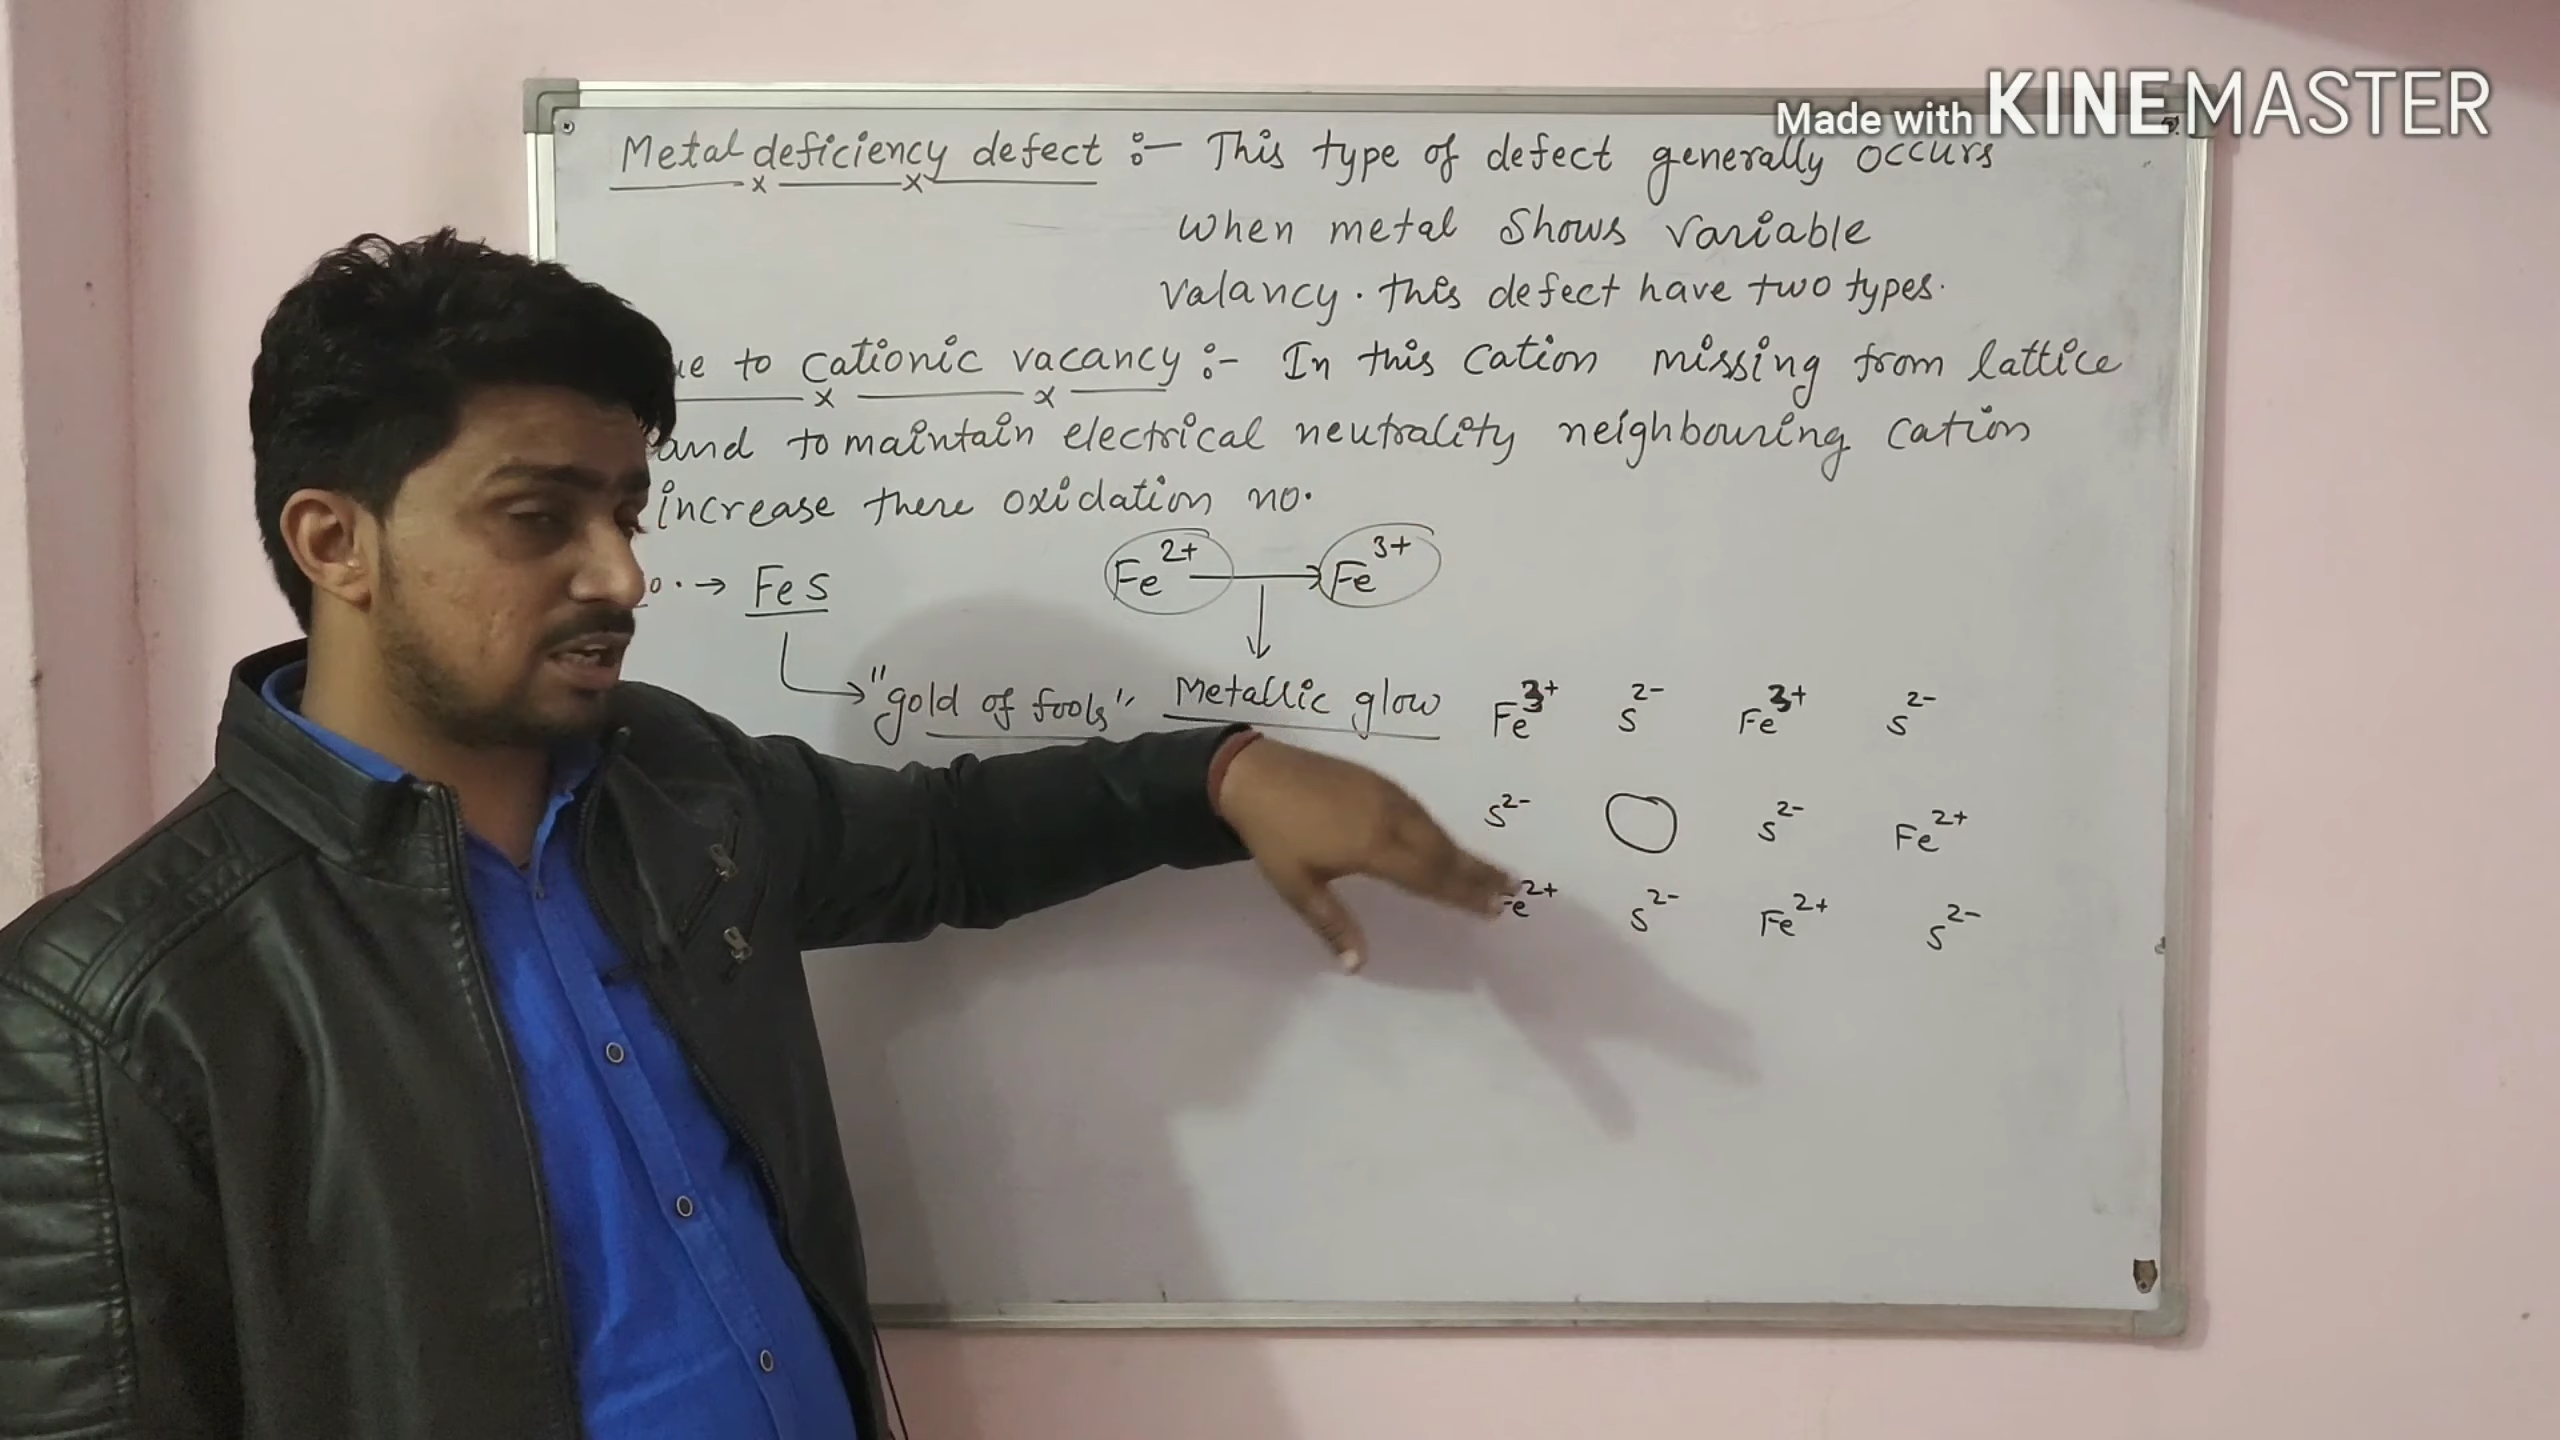 Made with KINEMASTER
Metal deficiency defect :- This type of defect generally occurs
when metal shows variable
valancy. this defect have two types.
to cationic vacancy :- In this cation missing from lattice
and to maintain electrical neutrality neighbouring cation
increase there oxidation no.
→ FeS Fe2+ → Fe3+
"gold of fools" Metallic glow
Fe3+ S2- Fe3+ S2-
S2- S2- Fe2+
Fe2+ S2- Fe2+ S2-